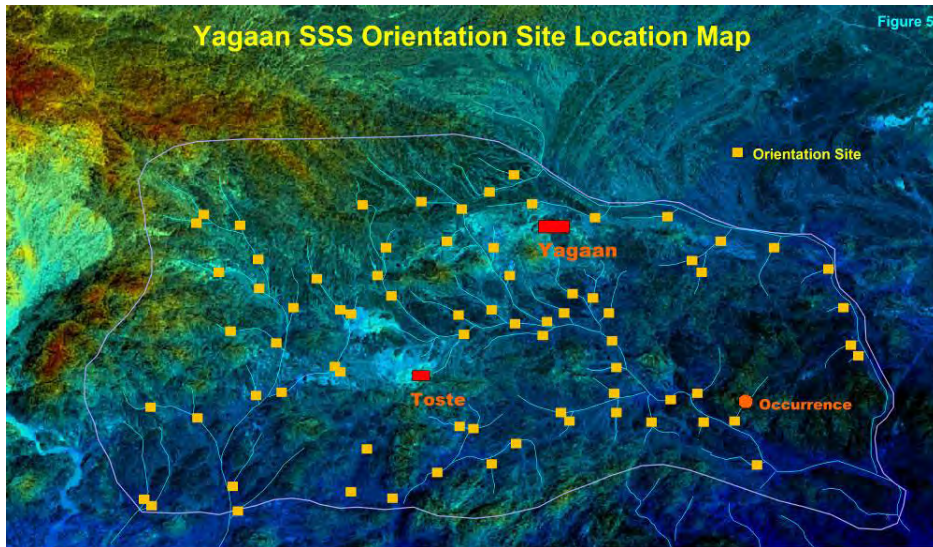 Yagaan SSS Orientation Site Location Map
Figure 5
Orientation Site
Yagaan
Toste
Occurrence